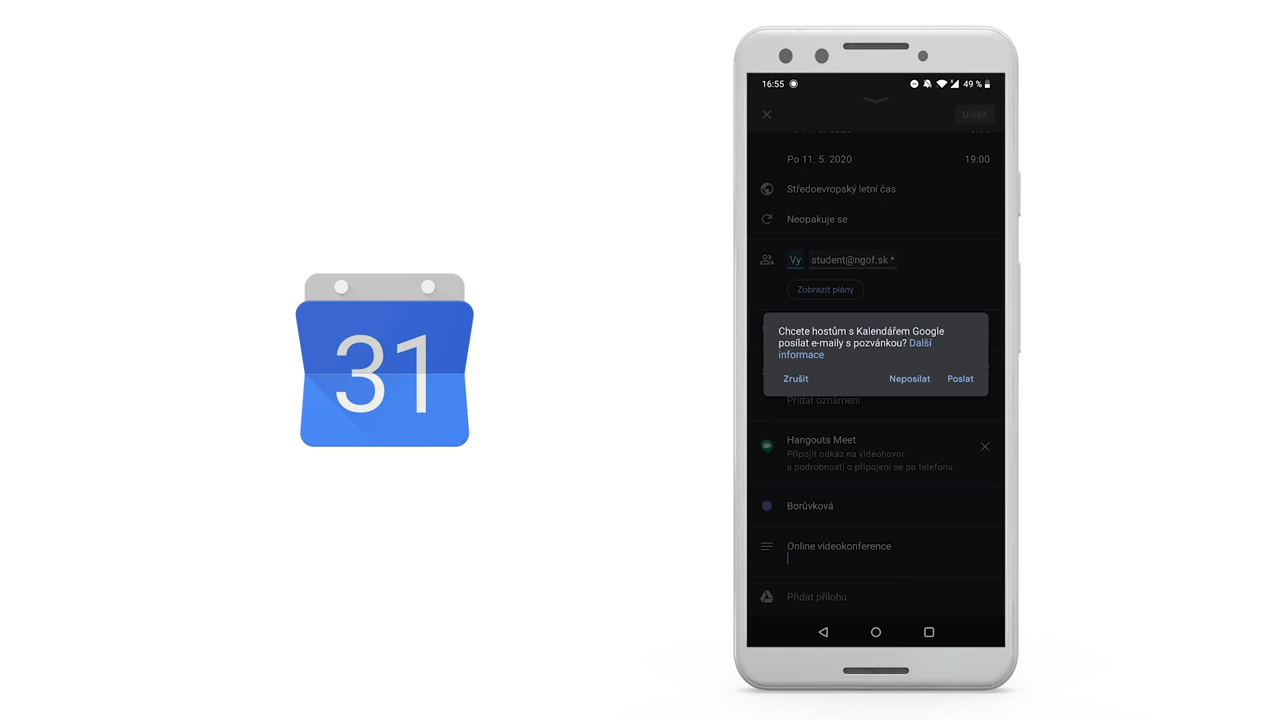 31
16:55
49 %
Uložit
Po 11. 5. 2020 19:00
Středoevropský letní čas
Neopakuje se
Vy student@ngof.sk *
Zobrazit plány
Chcete hostům s Kalendářem Google
posílat e-maily s pozvánkou? Další
informace
Zrušit Neposílat Poslat
Přidat oznámení
Hangouts Meet
Připojit odkaz na videohovor
a podrobnosti o připojení se po telefonu
Borůvková
Online videokonference
Přidat přílohu